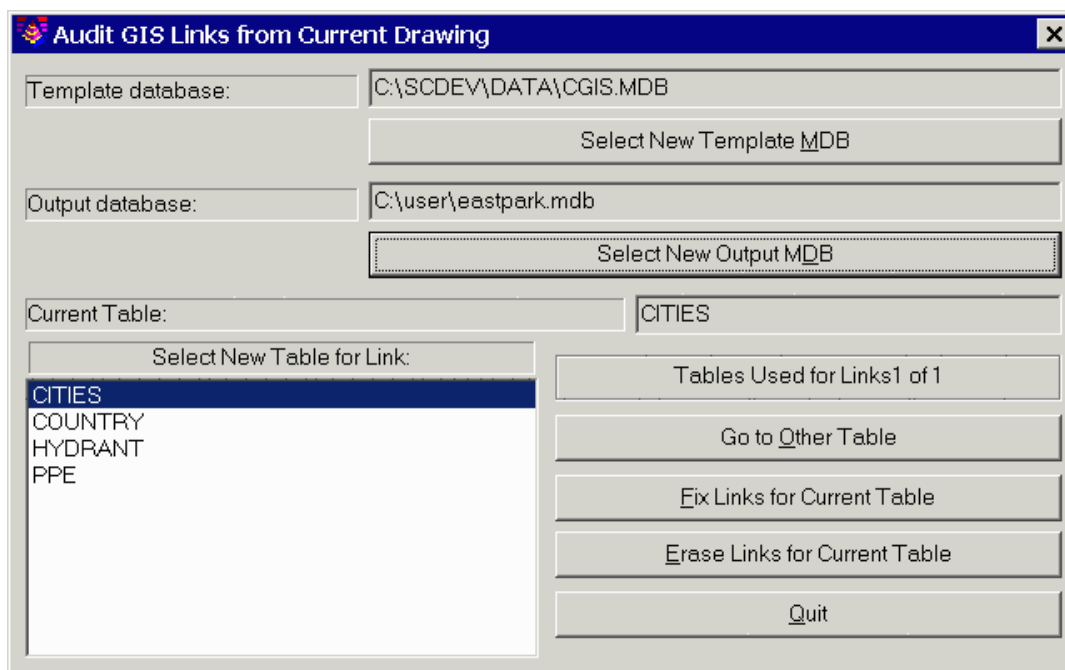 Audit GIS Links from Current Drawing
Template database:
C:\SCDEV\DATA\CGIS.MDB
Select New Template MDB
Output database:
C:\user\eastpark.mdb
Select New Output MDB
Current Table:
CITIES
Select New Table for Link:
CITIES
COUNTRY
HYDRANT
PPE
Tables Used for Links1 of 1
Go to Other Table
Fix Links for Current Table
Erase Links for Current Table
Quit